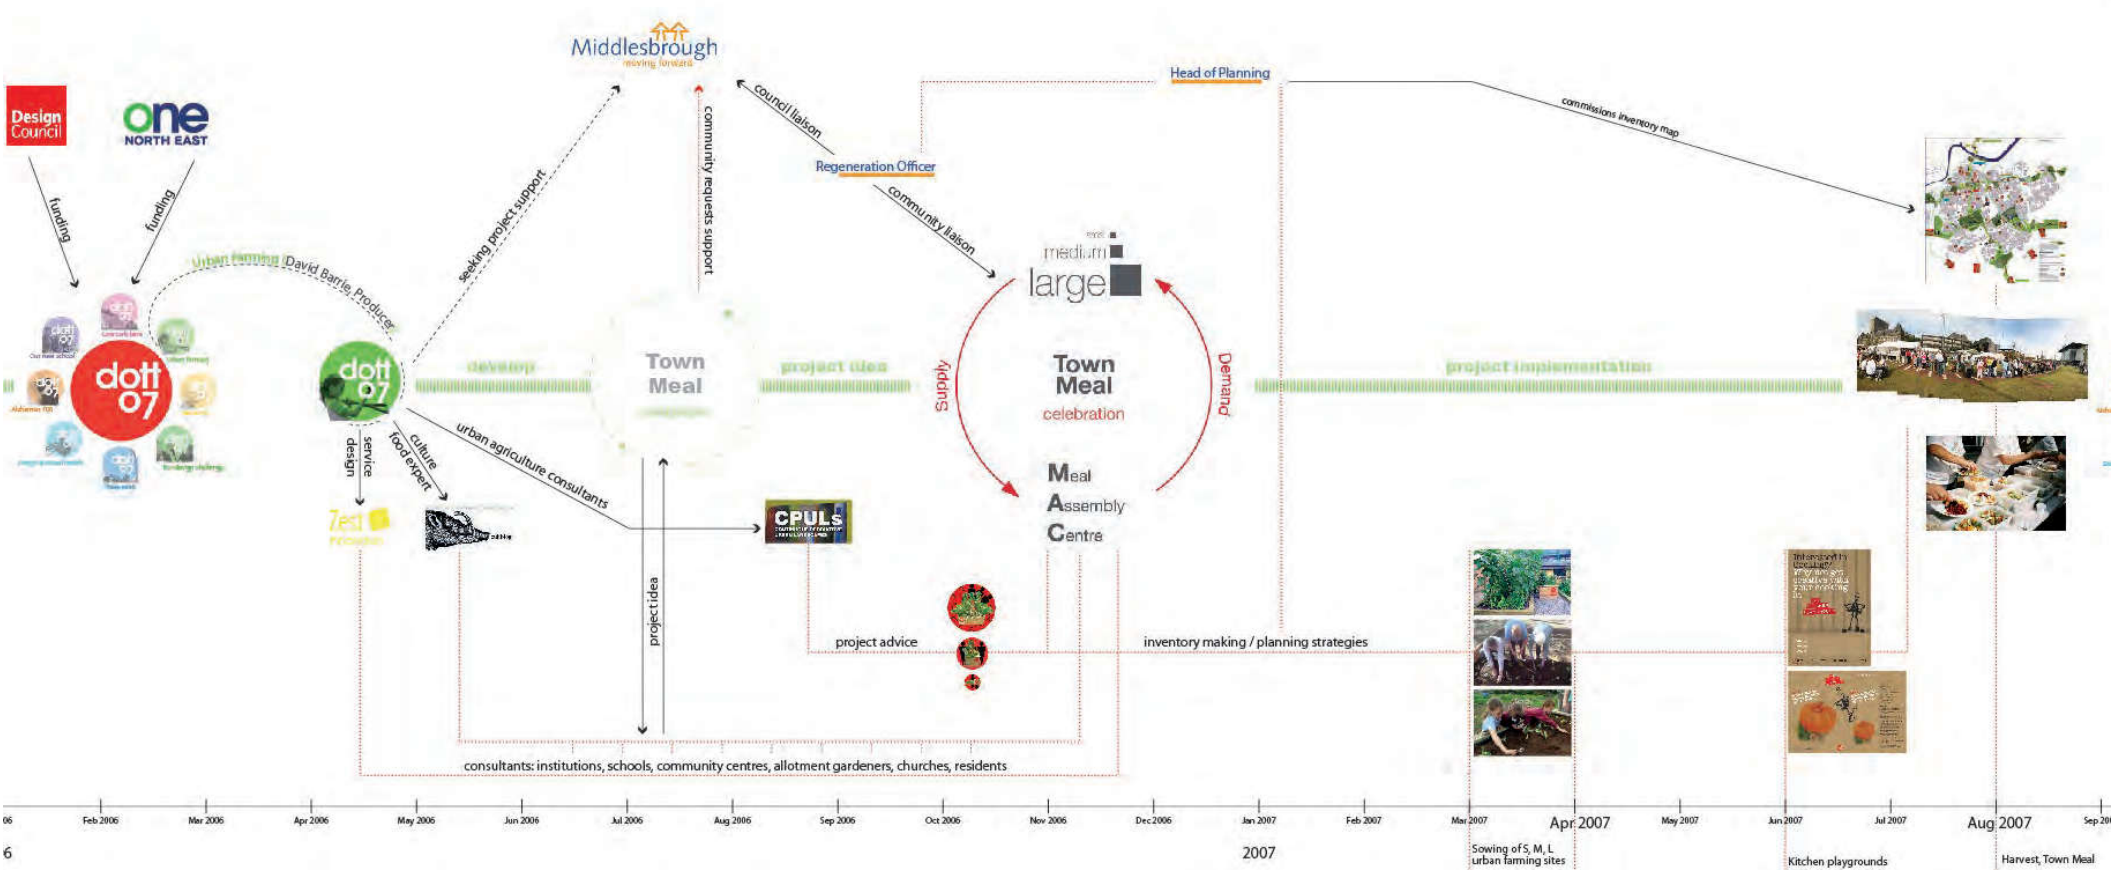 Middlesbrough
moving forward
Design
Council
one
NORTH EAST
funding
funding
Urban Farming / David Barrie, Producer
dott
07
dott
07
seeking project support
community requests support
council liaison
Regeneration Officer
community liaison
Head of Planning
commissions inventory map
medium
large
develop
Town
Meal
project idea
Supply
Town
Meal
celebration
Demand
Meal
Assembly
Centre
project implementation
service
design
culture
food expert
urban agriculture consultants
Zest
CPULs
project idea
project advice
inventory making / planning strategies
consultants: institutions, schools, community centres, allotment gardeners, churches, residents
06
Feb 2006
Mar 2006
Apr 2006
May 2006
Jun 2006
Jul 2006
Aug 2006
Sep 2006
Oct 2006
Nov 2006
Dec 2006
Jan 2007
Feb 2007
Mar 2007
Apr 2007
May 2007
Jun 2007
Jul 2007
Aug 2007
6
2007
Sowing of S, M, L
urban farming sites
Kitchen playgrounds
Harvest, Town Meal